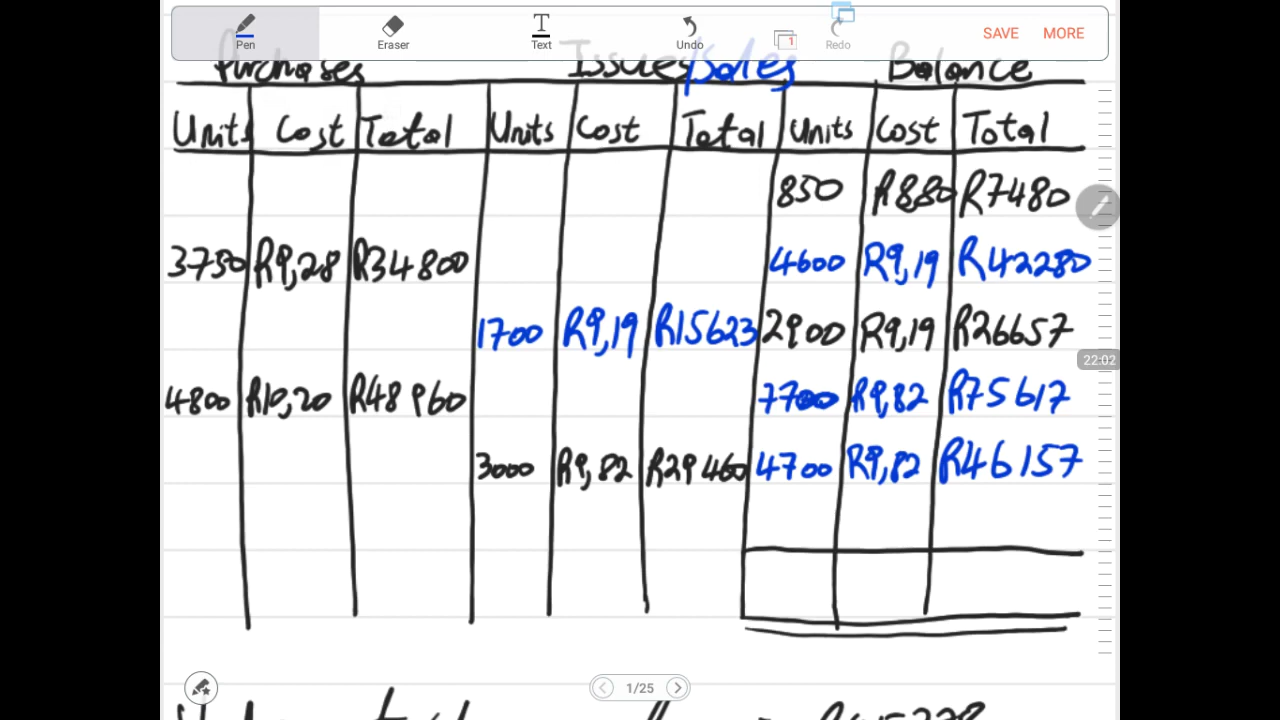 Pen Eraser Text Undo 1 Redo SAVE MORE
Purchases Issues/Sales Balance
Units Cost Total Units Cost Total Units Cost Total
850 R880 R7480
3750 R9,28 R34800 4600 R9,19 R42280
1700 R9,19 R15623 2900 R9,19 R26657
22:02
4800 R10,20 R48960 7700 R9,82 R75617
3000 R9,82 R29460 4700 R9,82 R46157
1/25